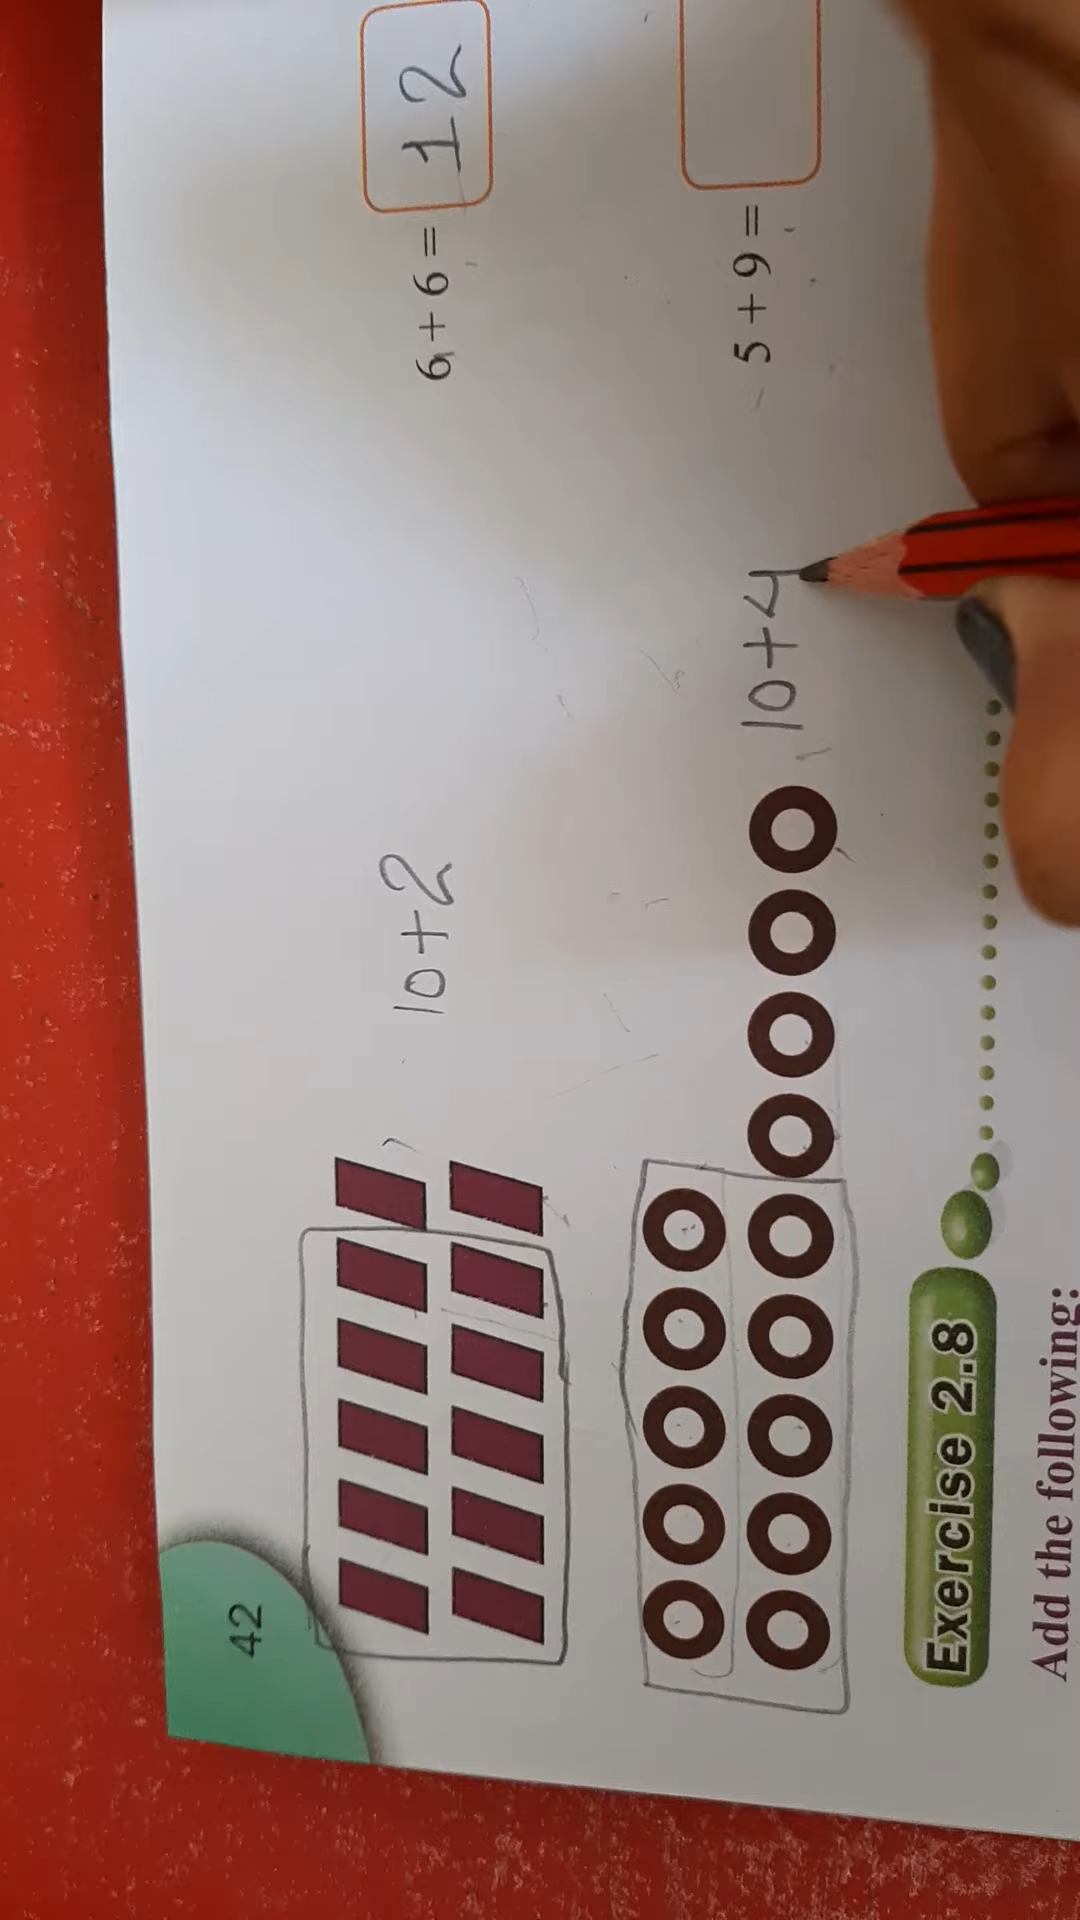 42
10+2 6+6= 12
10+4 5+9=
Exercise 2.8
Add the following: